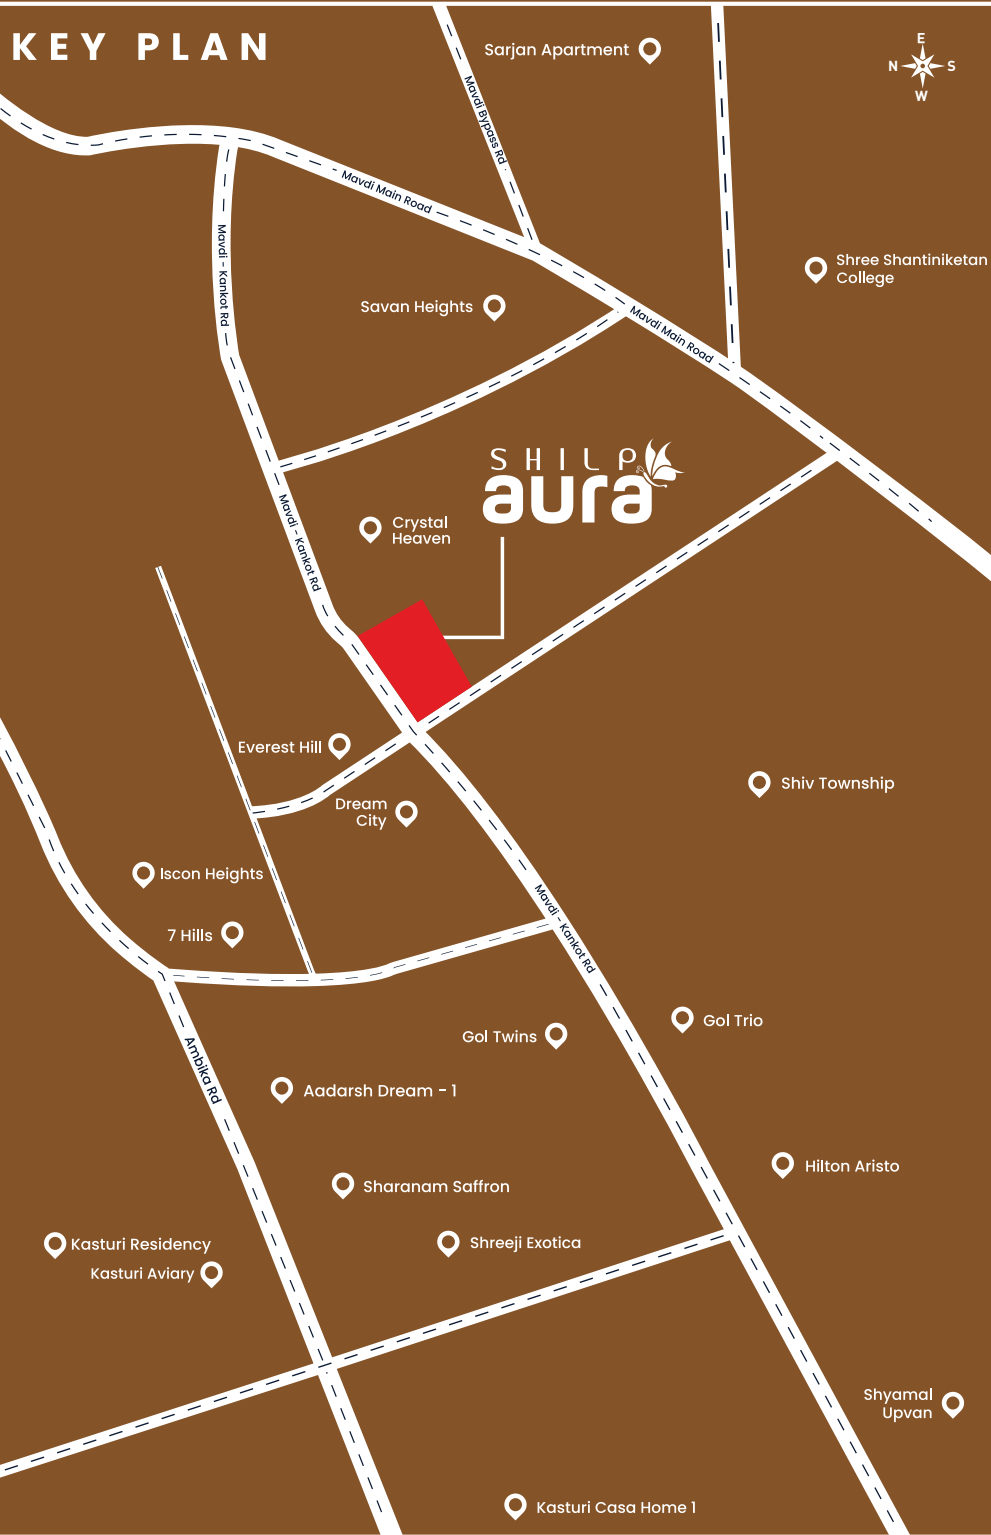 KEY PLAN
Sarjan Apartment
E
N S
W
Mavdi Bypass Rd
Mavdi Main Road
Mavdi - Kankot Rd
Shree Shantiniketan
College
Savan Heights
Mavdi Main Road
SHILP
aura
Mavdi - Kankot Rd
Crystal
Heaven
Everest Hill
Shiv Township
Dream
City
Iscon Heights
7 Hills
Mavdi - Kankot Rd
Gol Trio
Gol Twins
Ambika Rd
Aadarsh Dream - 1
Hilton Aristo
Sharanam Saffron
Shreeji Exotica
Kasturi Residency
Kasturi Aviary
Shyamal
Upvan
Kasturi Casa Home 1